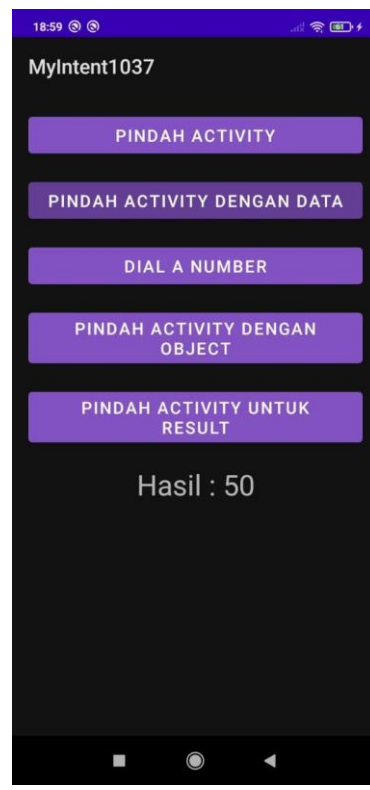 18:59
MyIntent1037
PINDAH ACTIVITY
PINDAH ACTIVITY DENGAN DATA
DIAL A NUMBER
PINDAH ACTIVITY DENGAN
OBJECT
PINDAH ACTIVITY UNTUK
RESULT
Hasil : 50